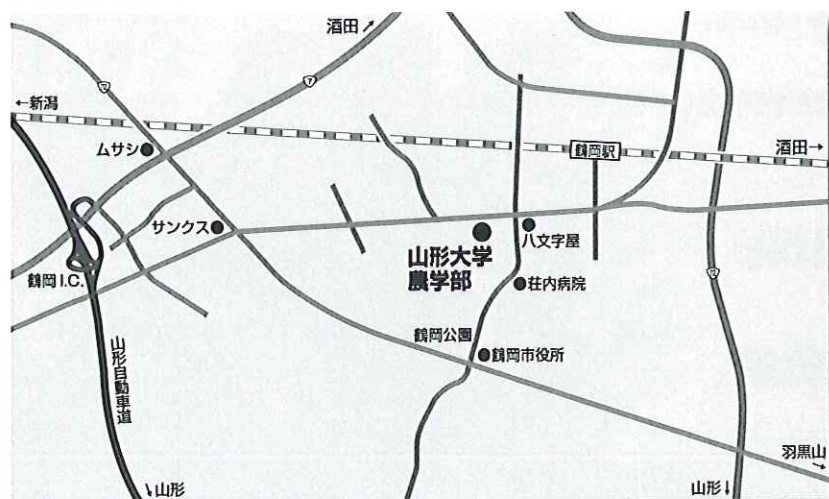 酒田↗
7
←新潟
ムサシ
鶴岡駅
酒田→
サンクス
八文字屋
山形大学
農学部
鶴岡I.C.
荘内病院
鶴岡公園
鶴岡市役所
山形自動車道
羽黒山→
↘山形
山形↓